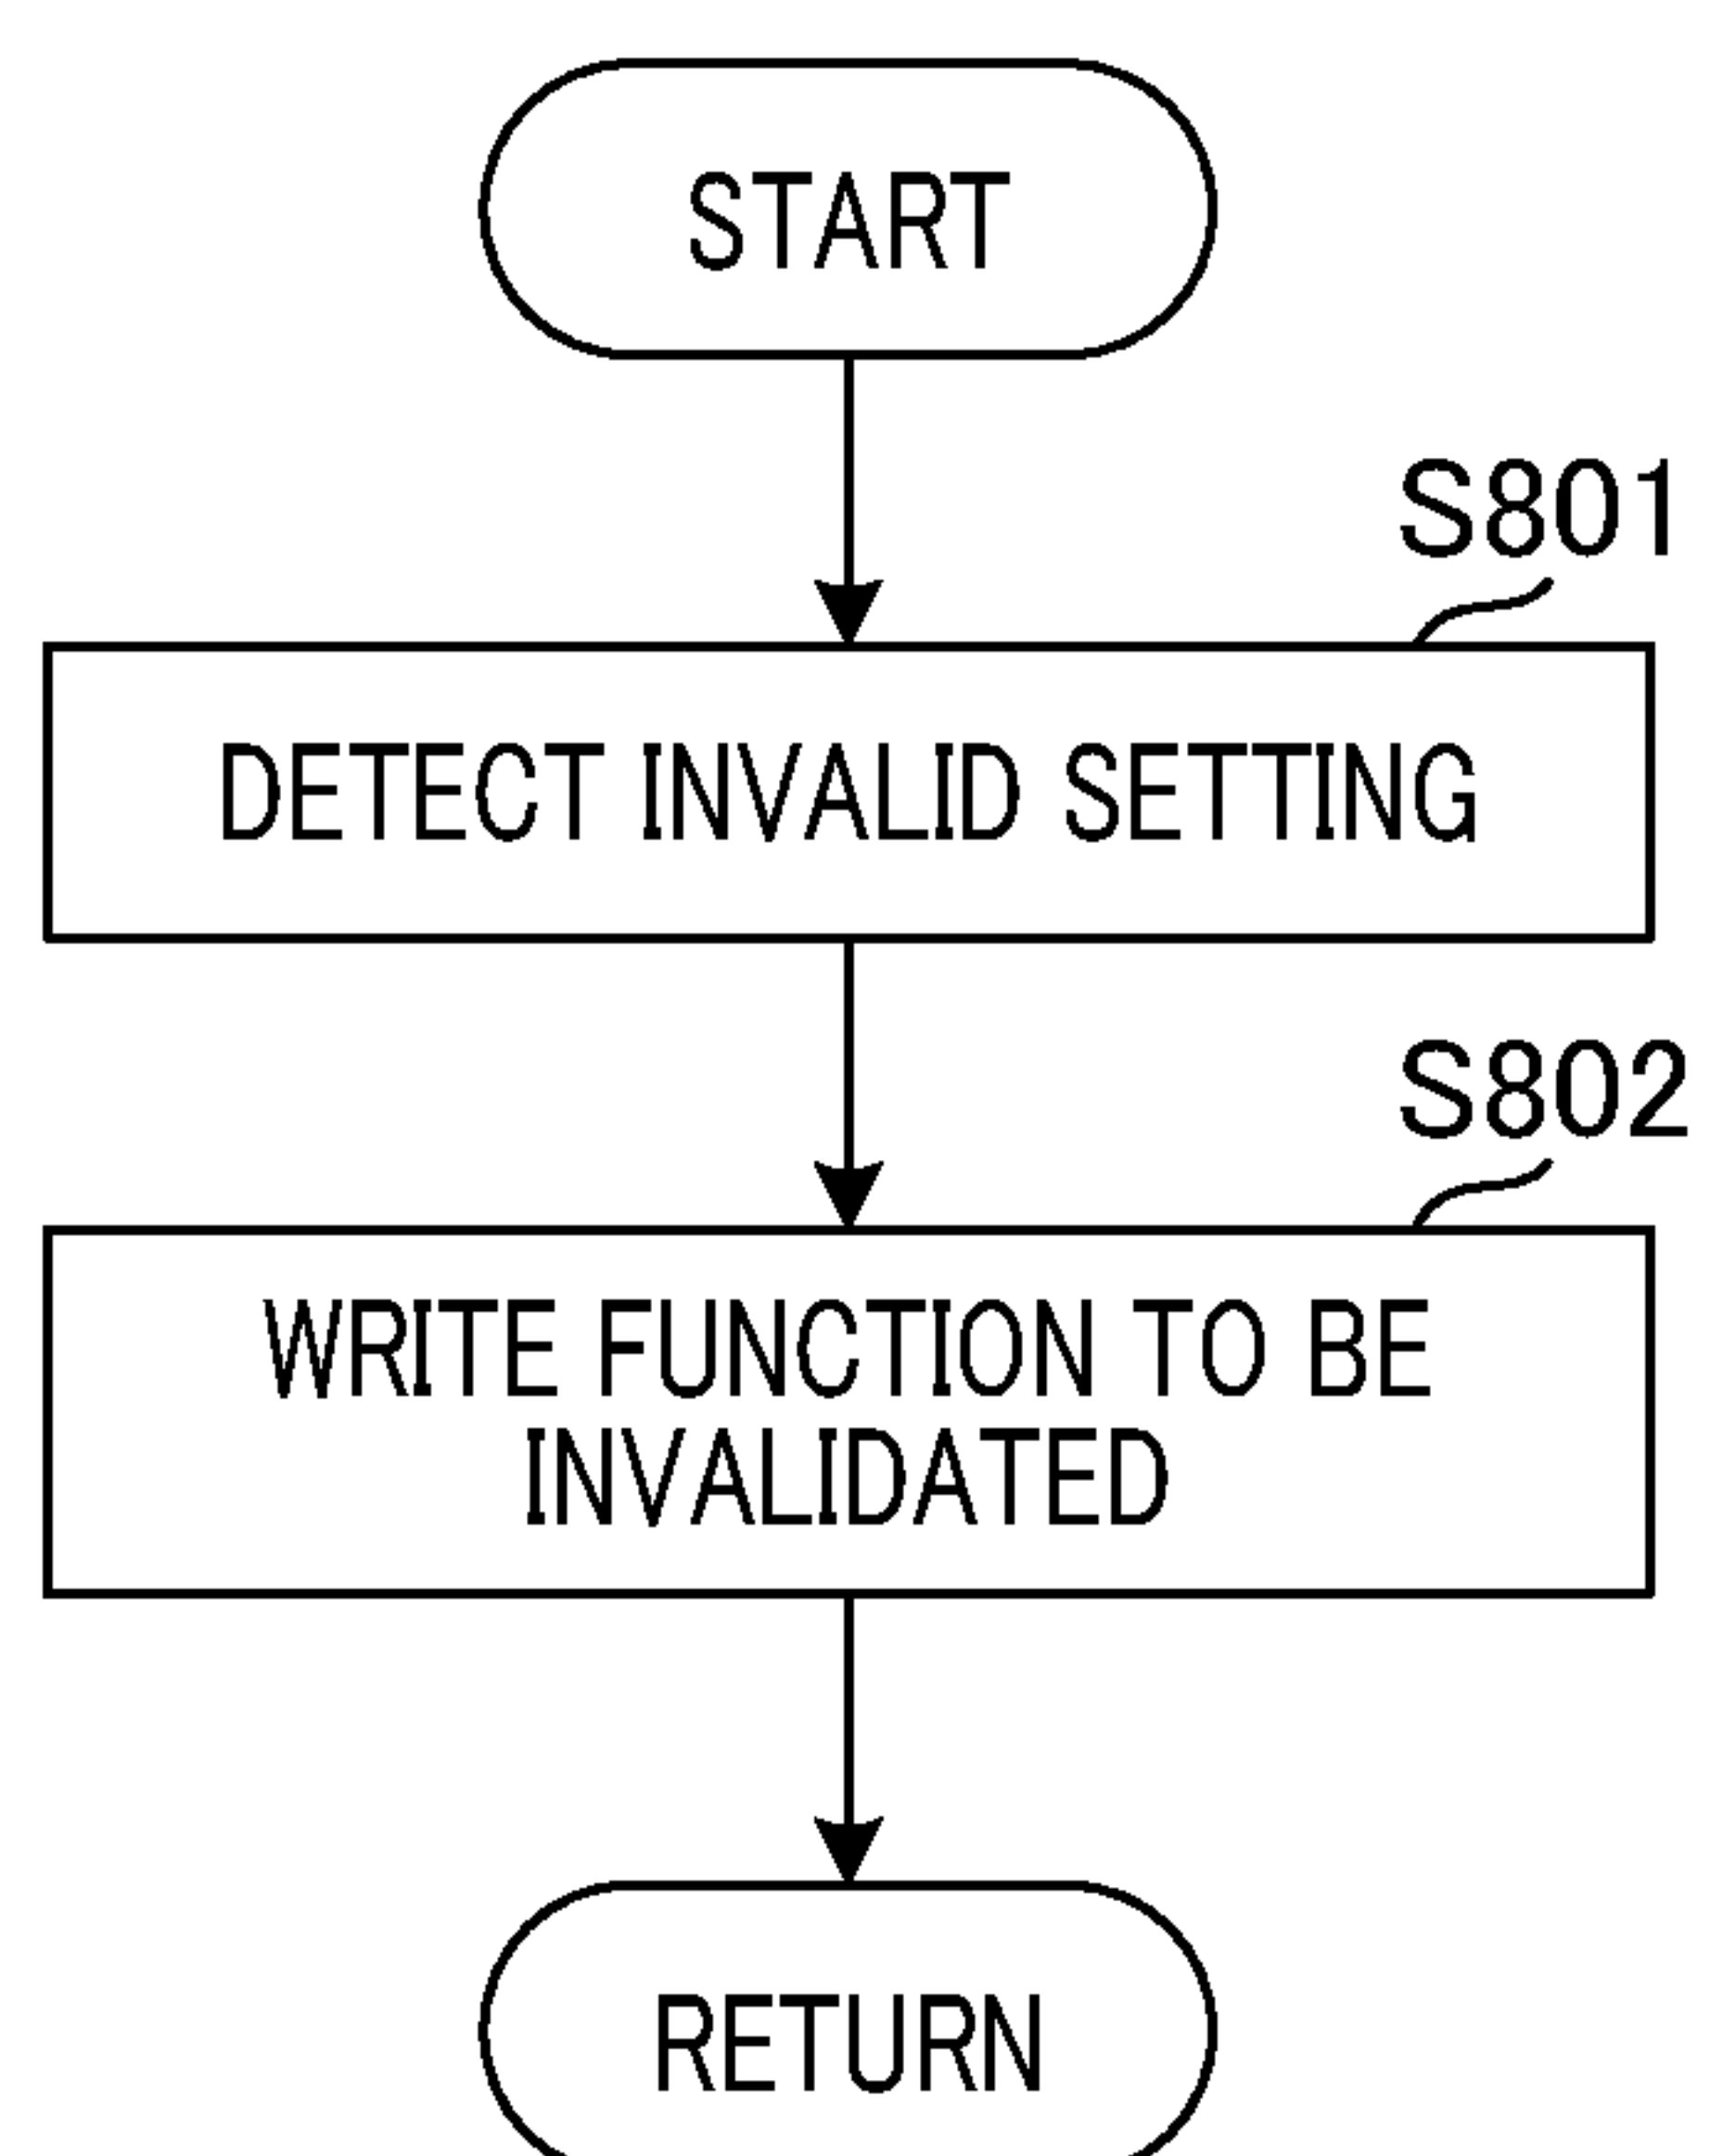 START
S801
DETECT INVALID SETTING
S802
WRITE FUNCTION TO BE
INVALIDATED
RETURN